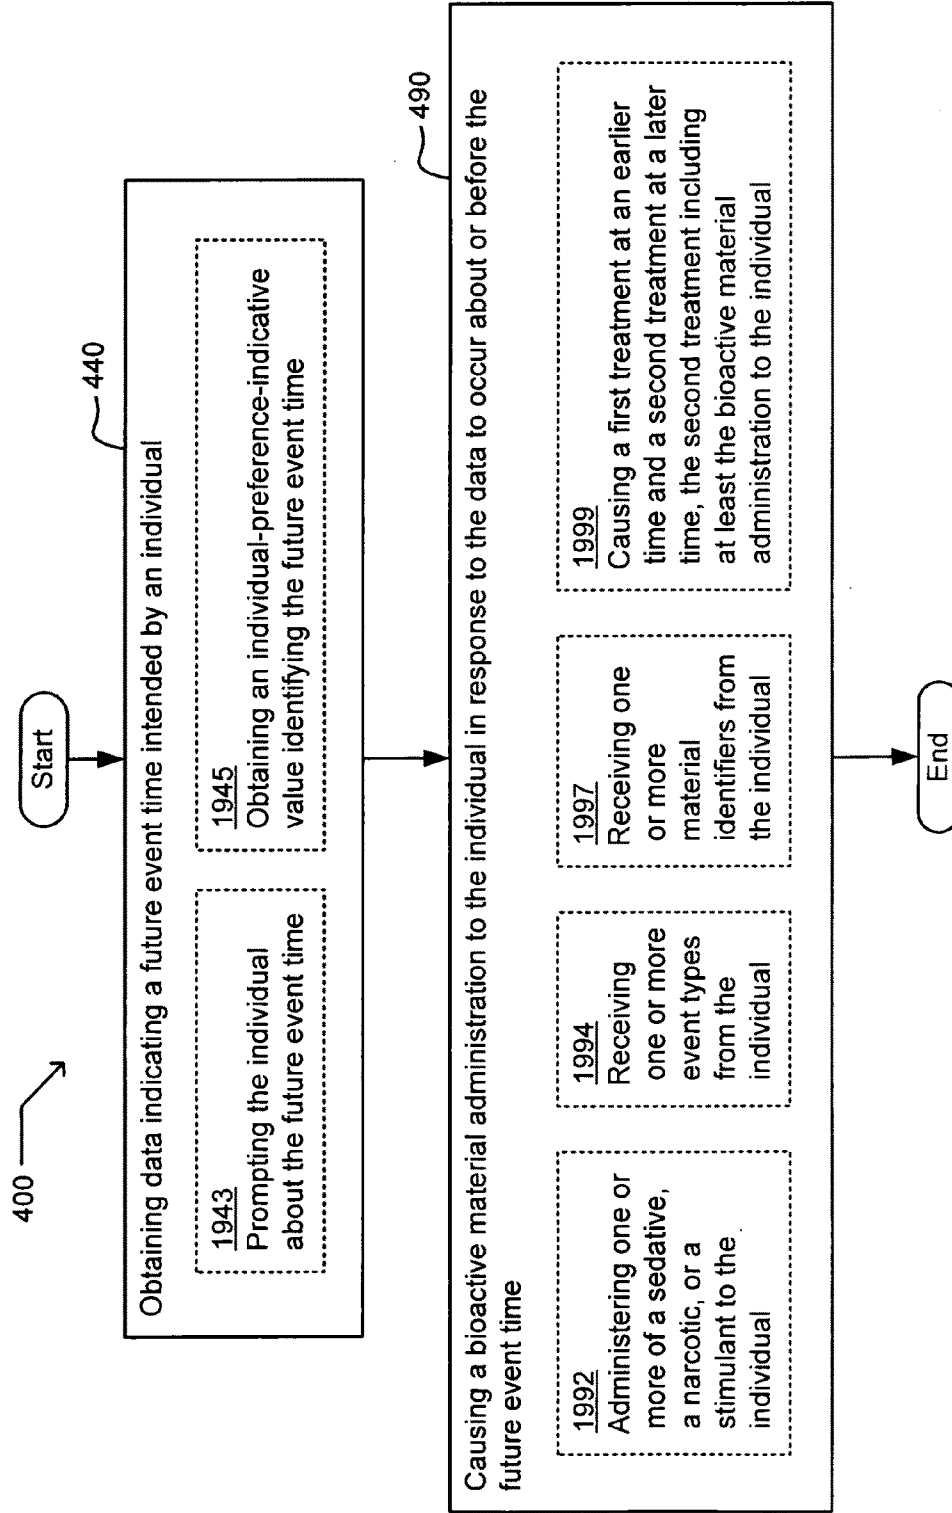 400
Start
440
Obtaining data indicating a future event time intended by an individual
1943
Prompting the individual
about the future event time
1945
Obtaining an individual-preference-indicative
value identifying the future event time
490
Causing a bioactive material administration to the individual in response to the data to occur about or before the
future event time
1992
Administering one or
more of a sedative,
a narcotic, or a
stimulant to the
individual
1994
Receiving
one or more
event types
from the
individual
1997
Receiving one
or more
material
identifiers from
the individual
1999
Causing a first treatment at an earlier
time and a second treatment at a later
time, the second treatment including
at least the bioactive material
administration to the individual
End